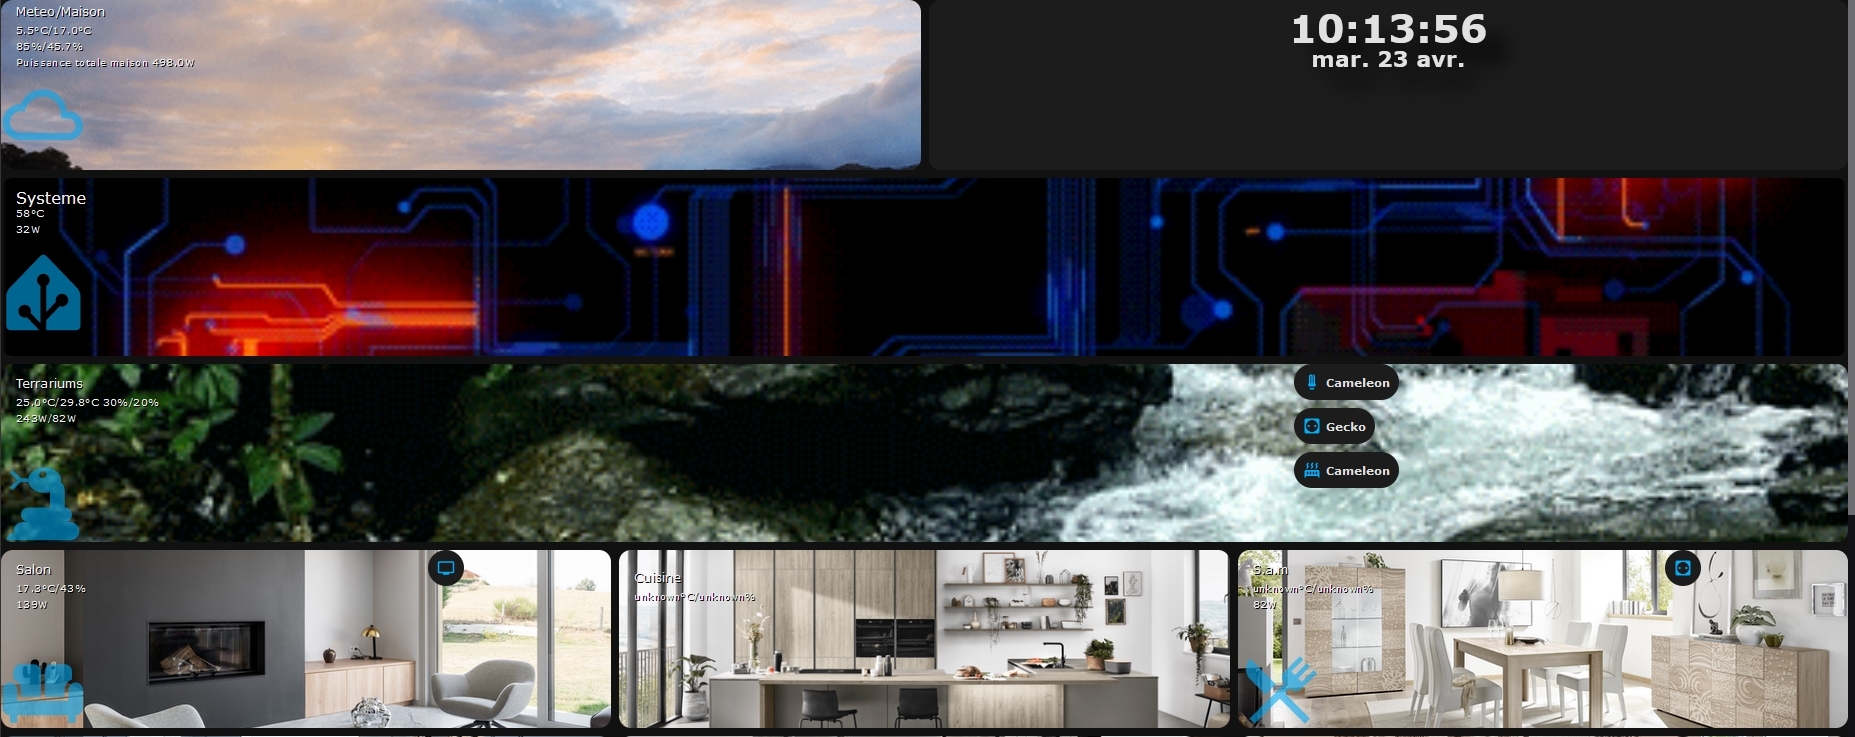 Meteo/Maison
5.5°C/17.0°C
85%/45.7%
Puissance totale maison 498.0W
10:13:56
mar. 23 avr.
Systeme
58°C
32W
Terrariums
25.0°C/29.8°C 30%/20%
243W/82W
Cameleon
Gecko
Cameleon
Salon
17.3°C/43%
139W
Cuisine
unknown°C/unknown%
S.a.m
unknown°C/unknown%
82W